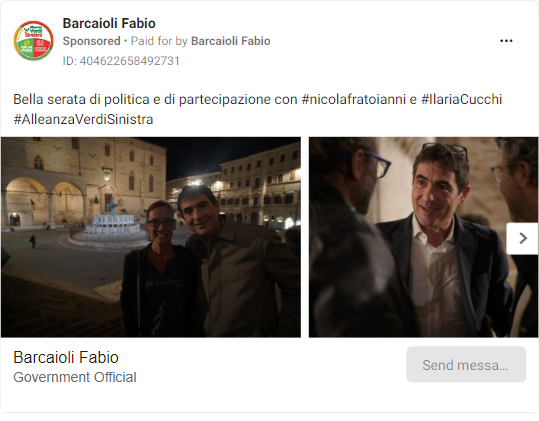 Barcaioli Fabio
Sponsored • Paid for by Barcaioli Fabio
ID: 404622658492731
Bella serata di politica e di partecipazione con #nicolafratoianni e #IlariaCucchi
#AlleanzaVerdiSinistra
Barcaioli Fabio
Government Official
Send messa...